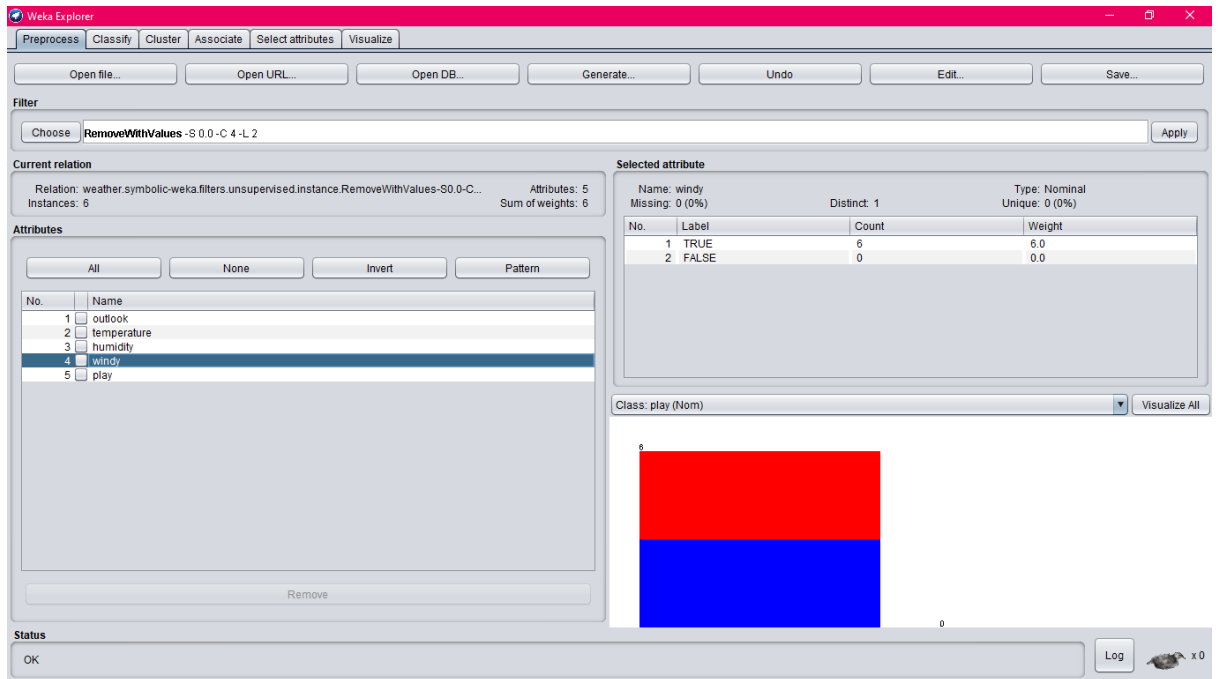 Weka Explorer
Preprocess Classify Cluster Associate Select attributes Visualize
Open file... Open URL... Open DB... Generate... Undo Edit... Save...
Filter
Choose RemoveWithValues -S 0.0 -C 4 -L 2 Apply
Current relation
Relation: weather.symbolic-weka.filters.unsupervised.instance.RemoveWithValues-S0.0-C... Attributes: 5
Instances: 6 Sum of weights: 6
Attributes
All None Invert Pattern
No. Name
1 outlook
2 temperature
3 humidity
4 windy
5 play
Remove
Selected attribute
Name: windy Type: Nominal
Missing: 0 (0%) Distinct: 1 Unique: 0 (0%)
No. Label Count Weight
1 TRUE 6 6.0
2 FALSE 0 0.0
Class: play (Nom) Visualize All
6
0
Status
OK Log x 0